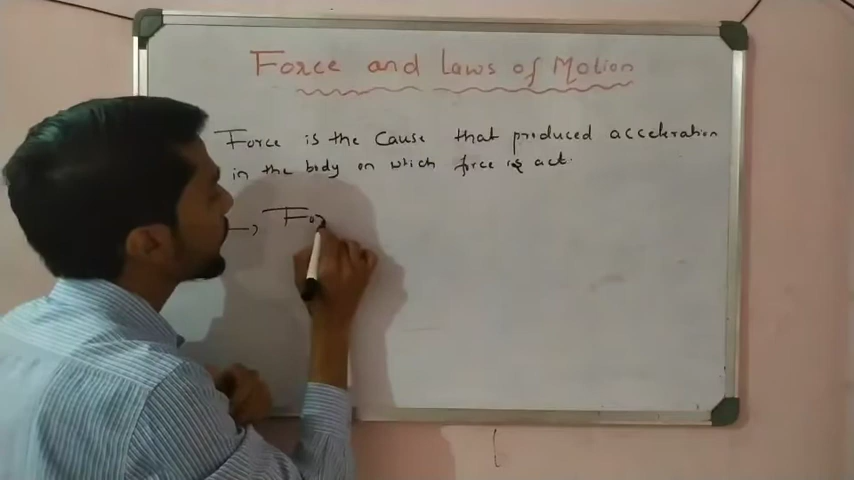 Force and Laws of Motion
Force is the Cause that produced acceleration
in the body on which force is act.
→ For